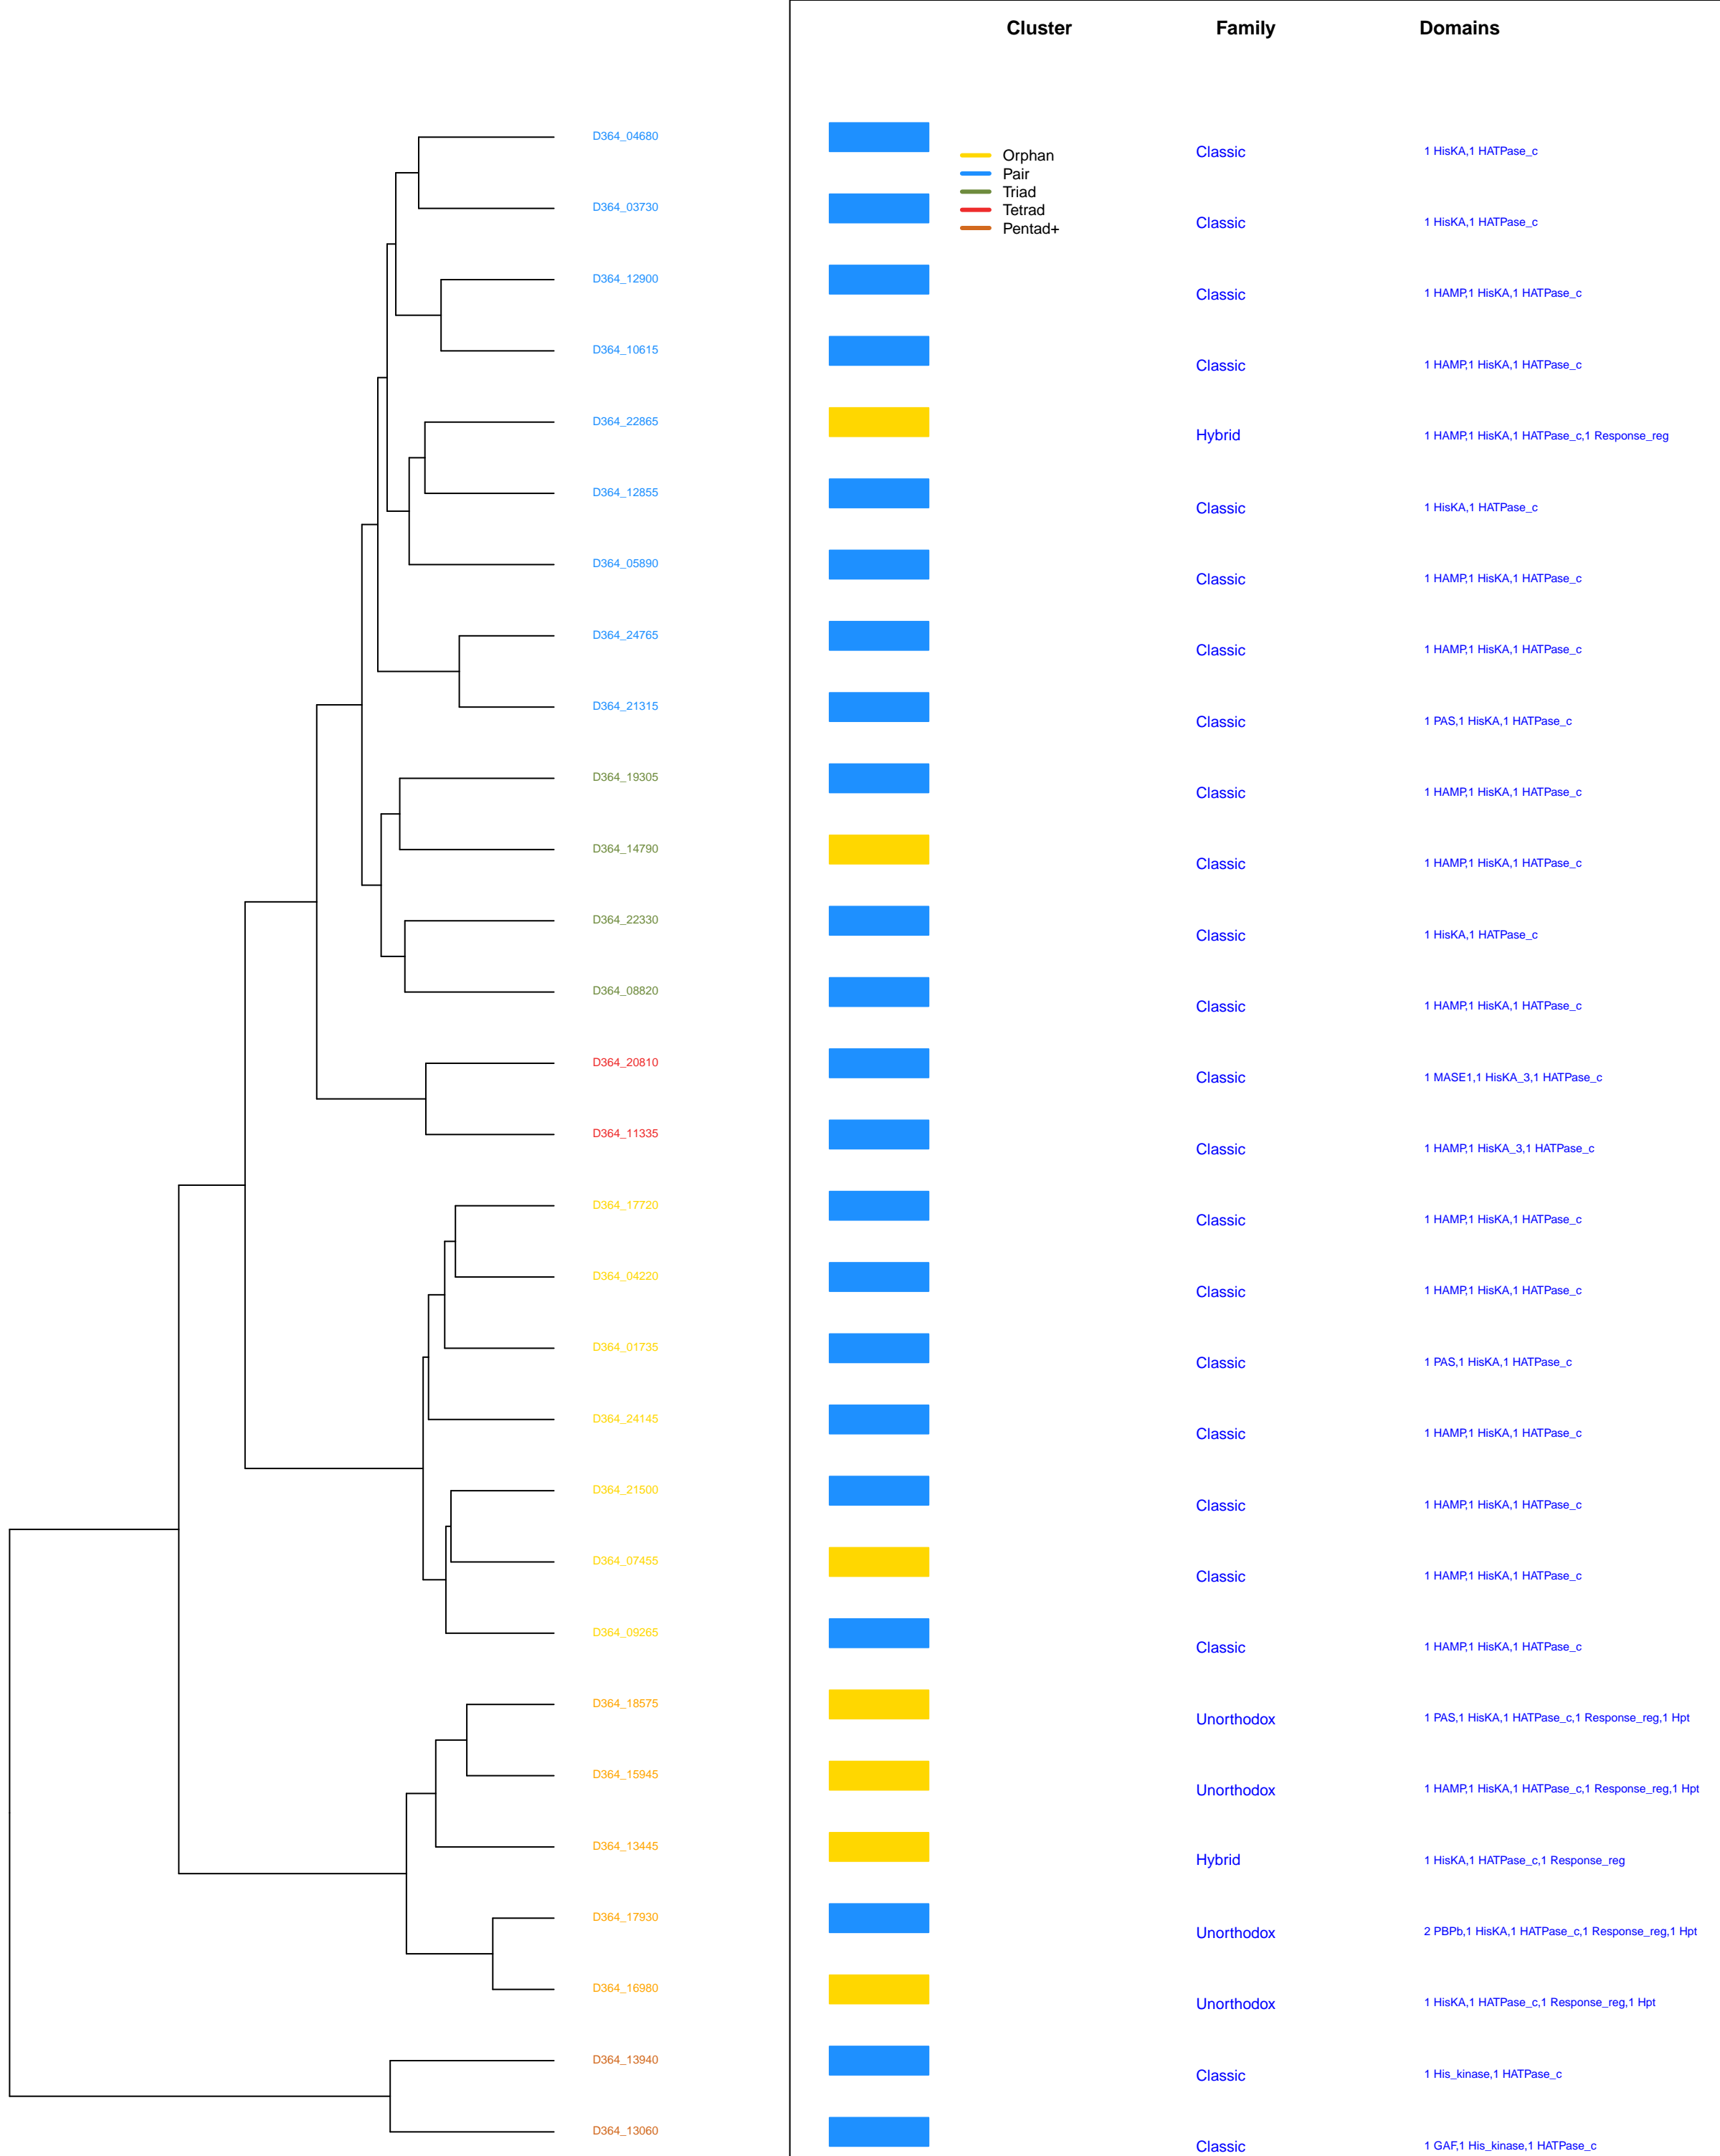 Cluster Family Domains
D364_04680 Classic 1 HisKA,1 HATPase_c
Orphan
Pair
Triad
Tetrad
Pentad+
D364_03730 Classic 1 HisKA,1 HATPase_c
D364_12900 Classic 1 HAMP,1 HisKA,1 HATPase_c
D364_10615 Classic 1 HAMP,1 HisKA,1 HATPase_c
D364_22865 Hybrid 1 HAMP,1 HisKA,1 HATPase_c,1 Response_reg
D364_12855 Classic 1 HisKA,1 HATPase_c
D364_05890 Classic 1 HAMP,1 HisKA,1 HATPase_c
D364_24765 Classic 1 HAMP,1 HisKA,1 HATPase_c
D364_21315 Classic 1 PAS,1 HisKA,1 HATPase_c
D364_19305 Classic 1 HAMP,1 HisKA,1 HATPase_c
D364_14790 Classic 1 HAMP,1 HisKA,1 HATPase_c
D364_22330 Classic 1 HisKA,1 HATPase_c
D364_08820 Classic 1 HAMP,1 HisKA,1 HATPase_c
D364_20810 Classic 1 MASE1,1 HisKA_3,1 HATPase_c
D364_11335 Classic 1 HAMP,1 HisKA_3,1 HATPase_c
D364_17720 Classic 1 HAMP,1 HisKA,1 HATPase_c
D364_04220 Classic 1 HAMP,1 HisKA,1 HATPase_c
D364_01735 Classic 1 PAS,1 HisKA,1 HATPase_c
D364_24145 Classic 1 HAMP,1 HisKA,1 HATPase_c
D364_21500 Classic 1 HAMP,1 HisKA,1 HATPase_c
D364_07455 Classic 1 HAMP,1 HisKA,1 HATPase_c
D364_09265 Classic 1 HAMP,1 HisKA,1 HATPase_c
D364_18575 Unorthodox 1 PAS,1 HisKA,1 HATPase_c,1 Response_reg,1 Hpt
D364_15945 Unorthodox 1 HAMP,1 HisKA,1 HATPase_c,1 Response_reg,1 Hpt
D364_13445 Hybrid 1 HisKA,1 HATPase_c,1 Response_reg
D364_17930 Unorthodox 2 PBPb,1 HisKA,1 HATPase_c,1 Response_reg,1 Hpt
D364_16980 Unorthodox 1 HisKA,1 HATPase_c,1 Response_reg,1 Hpt
D364_13940 Classic 1 His_kinase,1 HATPase_c
D364_13060 Classic 1 GAF,1 His_kinase,1 HATPase_c